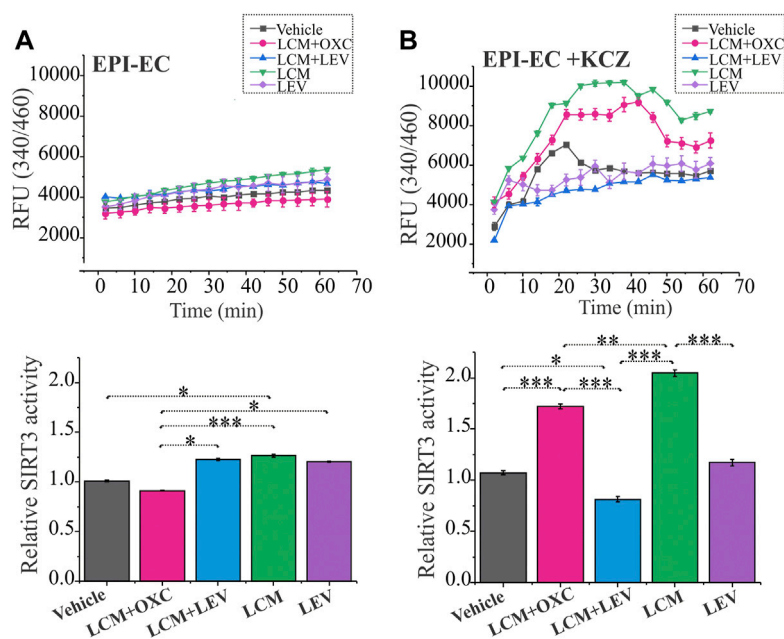 A
EPI-EC
Vehicle
LCM+OXC
LCM+LEV
LCM
LEV
RFU (340/460)
10000
8000
6000
4000
2000
0 10 20 30 40 50 60 70
Time (min)
B
EPI-EC +KCZ
Vehicle
LCM+OXC
LCM+LEV
LCM
LEV
RFU (340/460)
10000
8000
6000
4000
2000
0 10 20 30 40 50 60 70
Time (min)
Relative SIRT3 activity
2.0
1.5
1.0
0.5
0.0
*
*
***
*
Vehicle
LCM+OXC
LCM+LEV
LCM
LEV
Relative SIRT3 activity
2.0
1.5
1.0
0.5
0.0
** ***
* ***
*** ***
Vehicle
LCM+OXC
LCM+LEV
LCM
LEV